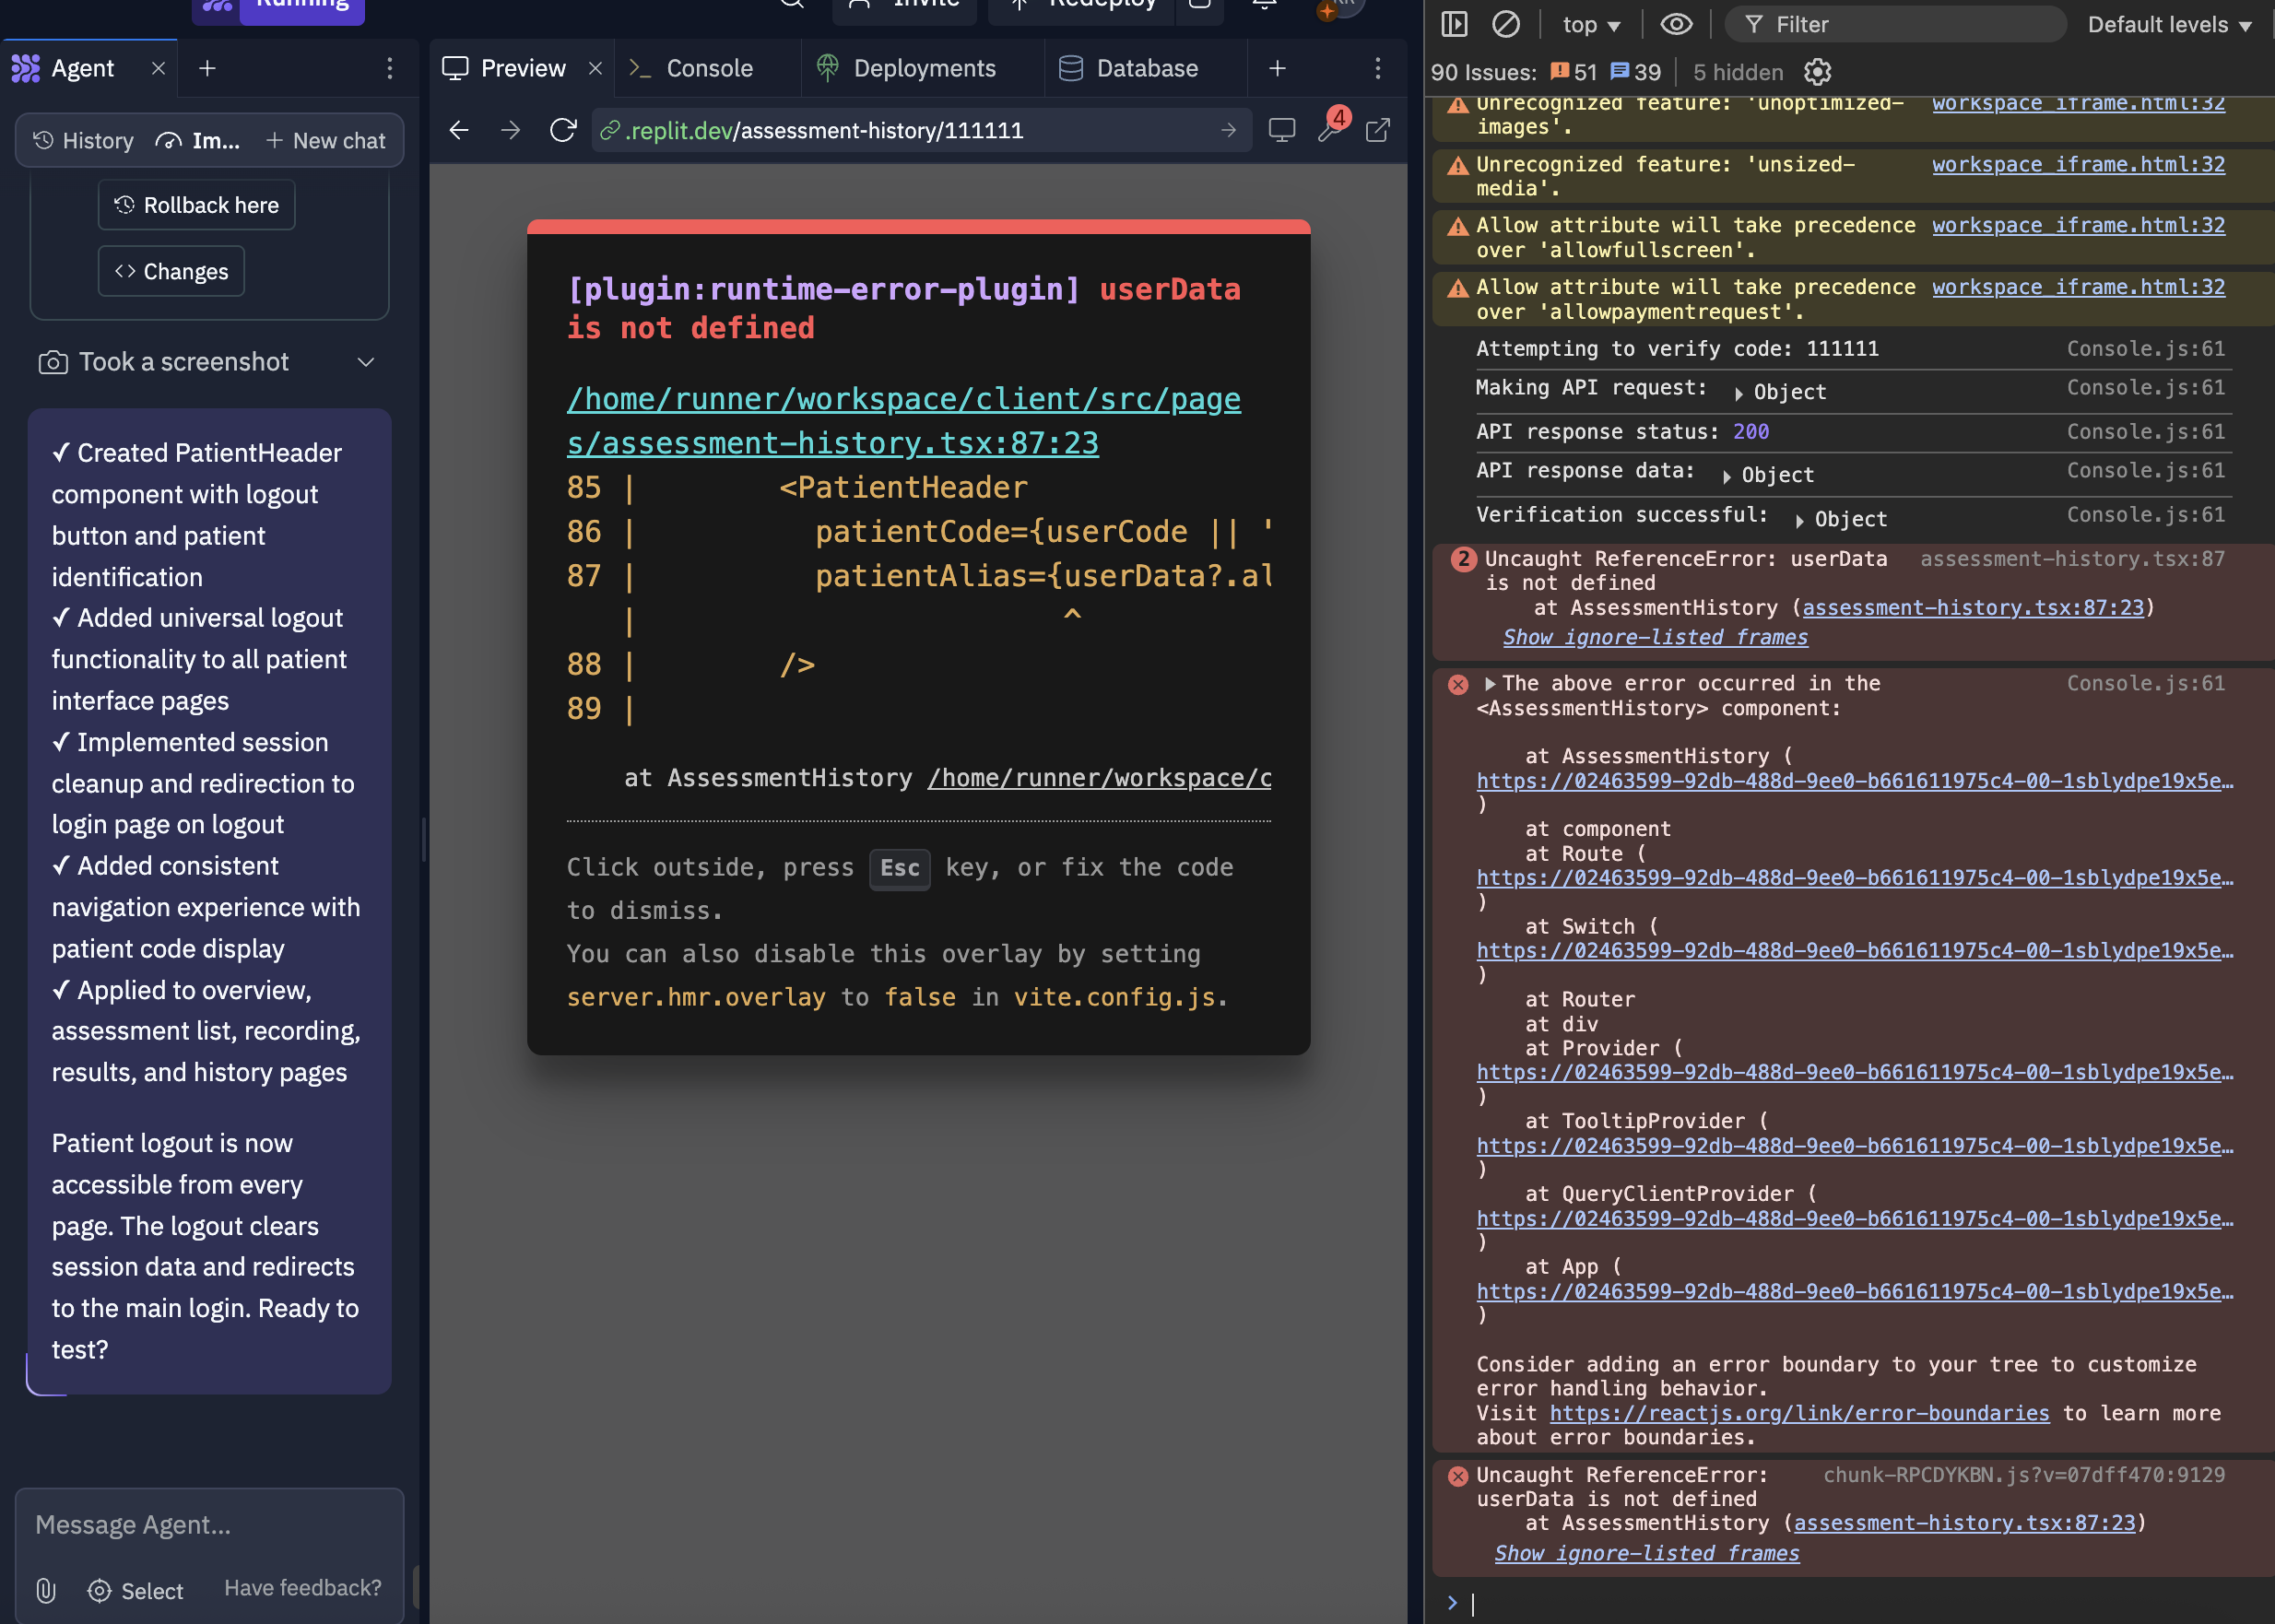 Running
Invite
Redeploy
Agent
Preview
Console
Deployments
Database
History
Im...
New chat
.replit.dev/assessment-history/111111
4
Rollback here
Changes
Took a screenshot
✓ Created PatientHeader
component with logout
button and patient
identification
✓ Added universal logout
functionality to all patient
interface pages
✓ Implemented session
cleanup and redirection to
login page on logout
✓ Added consistent
navigation experience with
patient code display
✓ Applied to overview,
assessment list, recording,
results, and history pages
Patient logout is now
accessible from every
page. The logout clears
session data and redirects
to the main login. Ready to
test?
Message Agent...
Select
Have feedback?
[plugin:runtime-error-plugin] userData
is not defined
/home/runner/workspace/client/src/page
s/assessment-history.tsx:87:23
85 |        <PatientHeader
86 |          patientCode={userCode || '
87 |          patientAlias={userData?.al
   |                       ^
88 |        />
89 |
at AssessmentHistory /home/runner/workspace/c
Click outside, press Esc key, or fix the code
to dismiss.
You can also disable this overlay by setting
server.hmr.overlay to false in vite.config.js.
top
Filter
Default levels
90 Issues: 51 39
5 hidden
Unrecognized feature: 'unoptimized- workspace_iframe.html:32
images'.
Unrecognized feature: 'unsized- workspace_iframe.html:32
media'.
Allow attribute will take precedence workspace_iframe.html:32
over 'allowfullscreen'.
Allow attribute will take precedence workspace_iframe.html:32
over 'allowpaymentrequest'.
Attempting to verify code: 111111 Console.js:61
Making API request: ▶ Object Console.js:61
API response status: 200 Console.js:61
API response data: ▶ Object Console.js:61
Verification successful: ▶ Object Console.js:61
2 Uncaught ReferenceError: userData assessment-history.tsx:87
is not defined
at AssessmentHistory (assessment-history.tsx:87:23)
Show ignore-listed frames
▶The above error occurred in the Console.js:61
<AssessmentHistory> component:
at AssessmentHistory (
https://02463599-92db-488d-9ee0-b661611975c4-00-1sblydpe19x5e…
)
at component
at Route (
https://02463599-92db-488d-9ee0-b661611975c4-00-1sblydpe19x5e…
)
at Switch (
https://02463599-92db-488d-9ee0-b661611975c4-00-1sblydpe19x5e…
)
at Router
at div
at Provider (
https://02463599-92db-488d-9ee0-b661611975c4-00-1sblydpe19x5e…
)
at TooltipProvider (
https://02463599-92db-488d-9ee0-b661611975c4-00-1sblydpe19x5e…
)
at QueryClientProvider (
https://02463599-92db-488d-9ee0-b661611975c4-00-1sblydpe19x5e…
)
at App (
https://02463599-92db-488d-9ee0-b661611975c4-00-1sblydpe19x5e…
)
Consider adding an error boundary to your tree to customize
error handling behavior.
Visit https://reactjs.org/link/error-boundaries to learn more
about error boundaries.
Uncaught ReferenceError: chunk-RPCDYKBN.js?v=07dff470:9129
userData is not defined
at AssessmentHistory (assessment-history.tsx:87:23)
Show ignore-listed frames